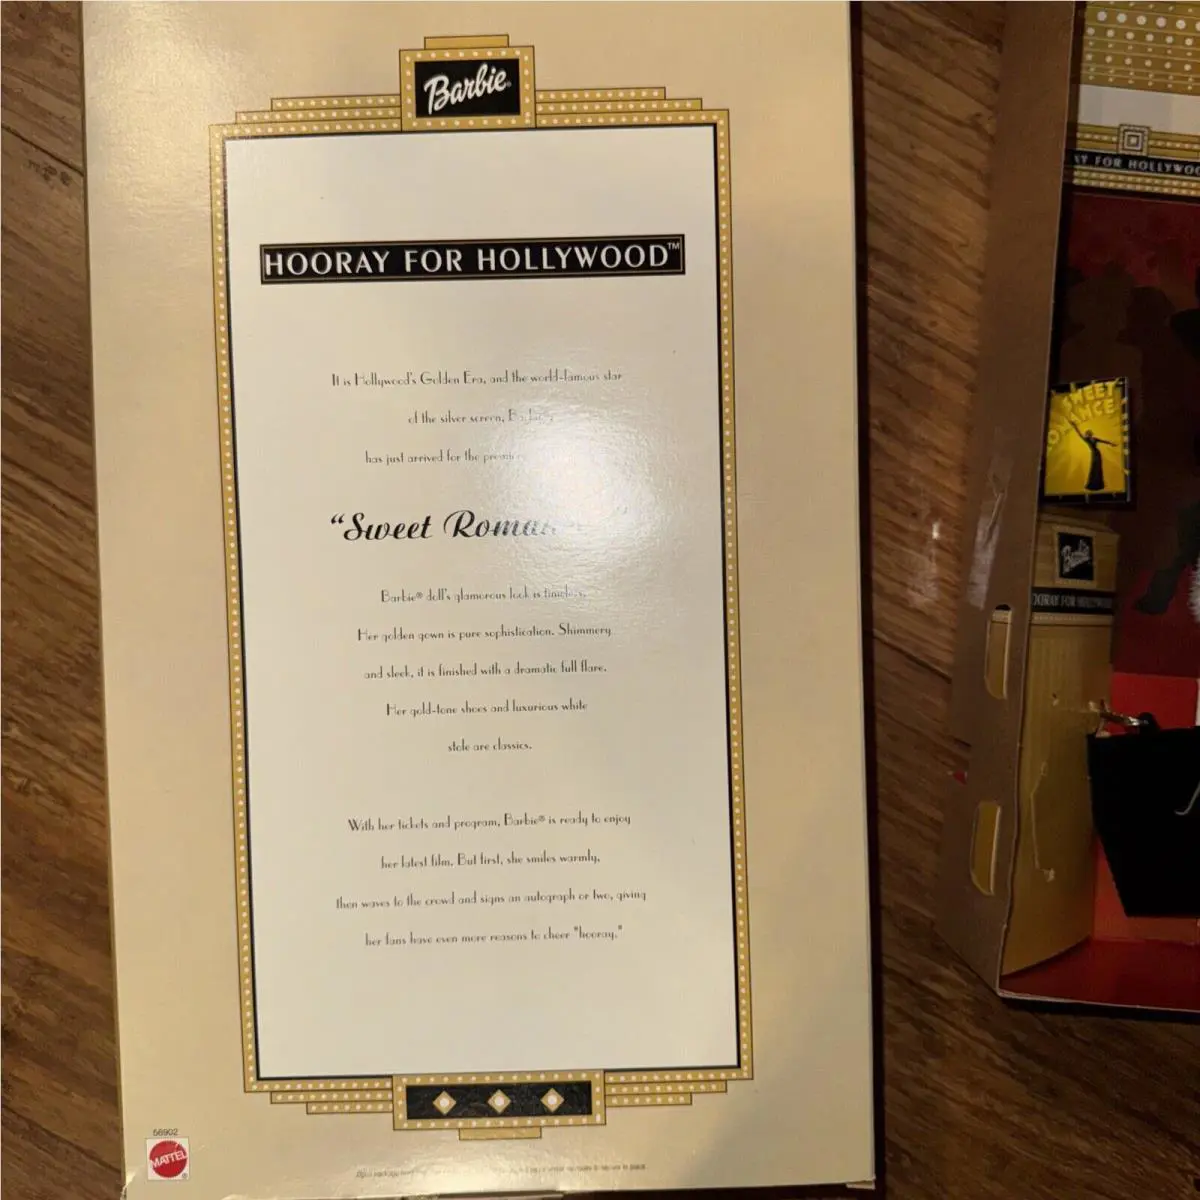 Barbie
HOORAY FOR HOLLYWOOD™
It is Hollywood's Golden Era, and the world-famous star
of the silver screen,
has just arrived for the
"Sweet
Barbie® doll's glamorous look is
Her golden gown is pure sophistication. Shimmery
and sleek, it is finished with a dramatic full flare.
Her gold-tone shoes and luxurious white
stole are classics.
With her tickets and program, Barbie® is ready to enjoy
her latest film. But first, she smiles warmly,
then waves to the crowd and signs an autograph or two, giving
her fans have even more reasons to cheer "hooray."
56902
MATTEL
FOR HOLLYWOO
SWEET
Barbie
FOR